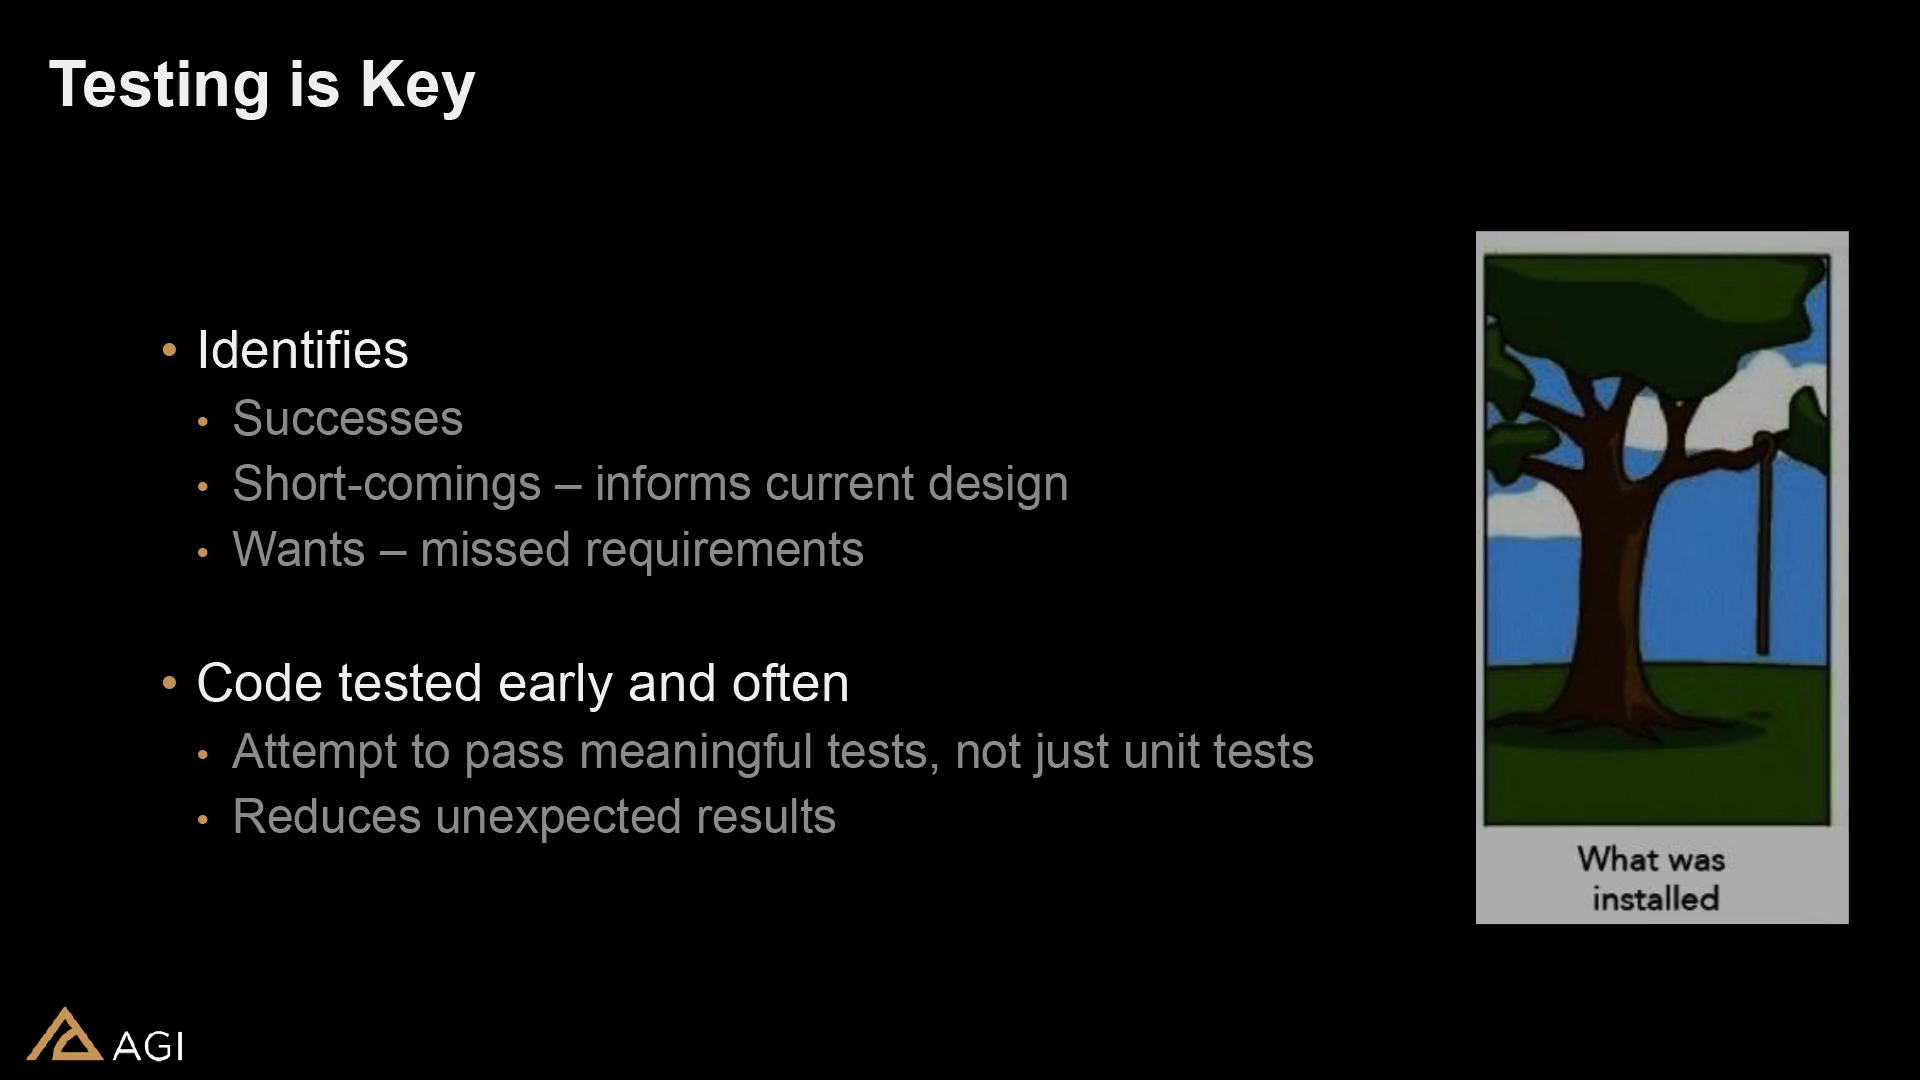 Testing is Key
• Identifies
• Successes
• Short-comings – informs current design
• Wants – missed requirements
• Code tested early and often
• Attempt to pass meaningful tests, not just unit tests
• Reduces unexpected results
What was
installed
AGI